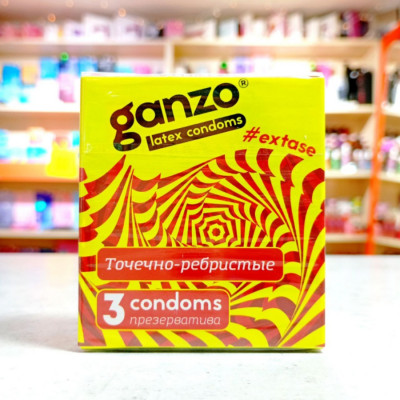 ganzo®
latex condoms
#extase
Точечно-ребристые
3 condoms
презерватива